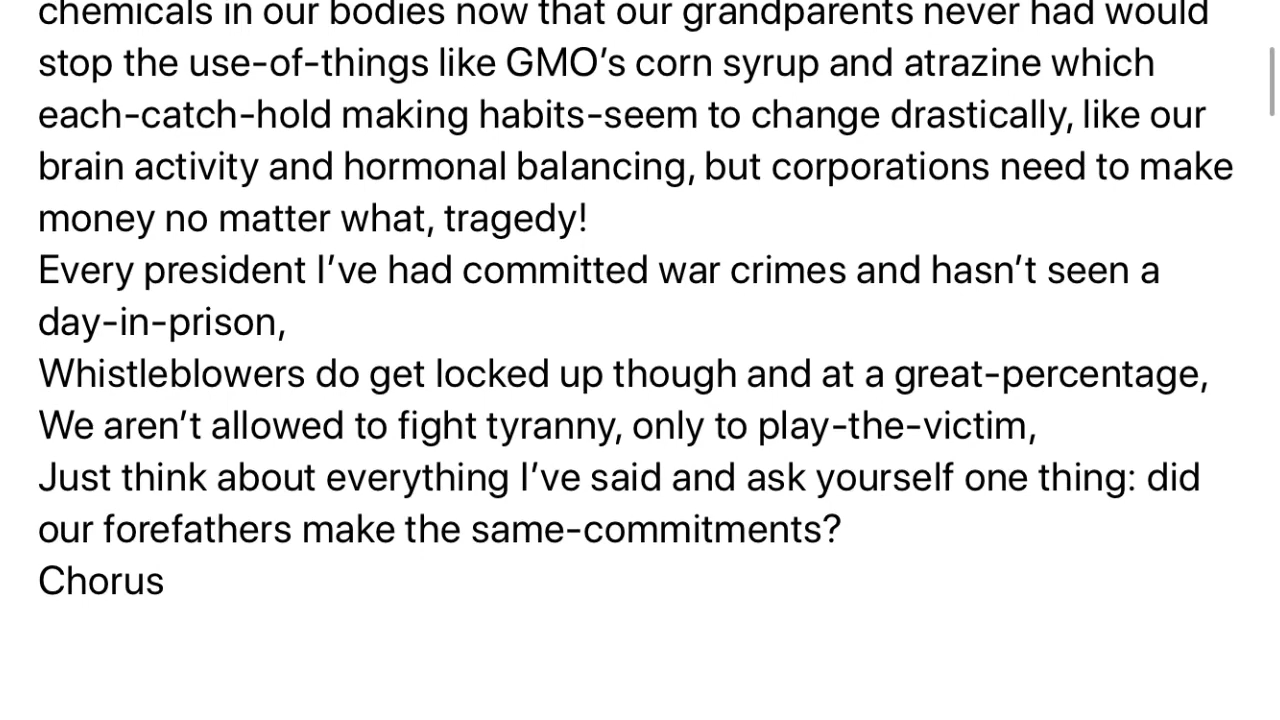 chemicals in our bodies now that our grandparents never had would
stop the use-of-things like GMO’s corn syrup and atrazine which
each-catch-hold making habits-seem to change drastically, like our
brain activity and hormonal balancing, but corporations need to make
money no matter what, tragedy!
Every president I’ve had committed war crimes and hasn’t seen a
day-in-prison,
Whistleblowers do get locked up though and at a great-percentage,
We aren’t allowed to fight tyranny, only to play-the-victim,
Just think about everything I’ve said and ask yourself one thing: did
our forefathers make the same-commitments?
Chorus